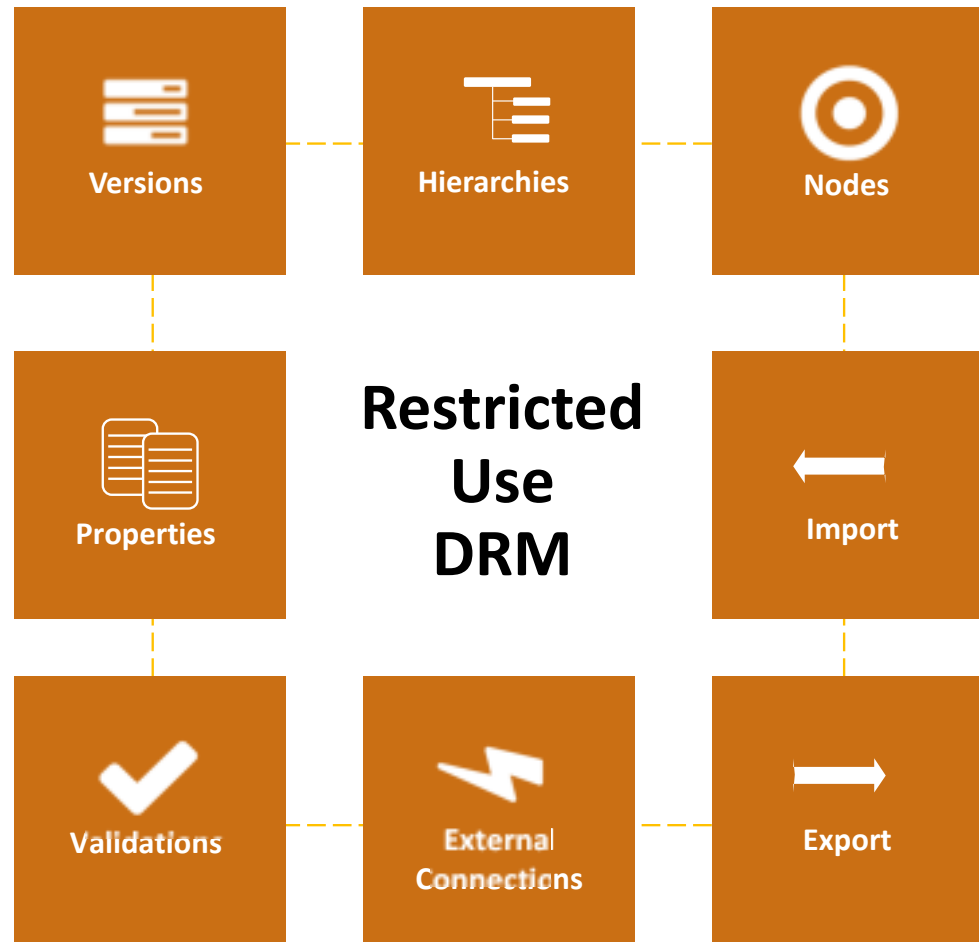 Versions
Hierarchies
Nodes
Properties
Restricted
Use
DRM
Import
Validations
External
Connections
Export